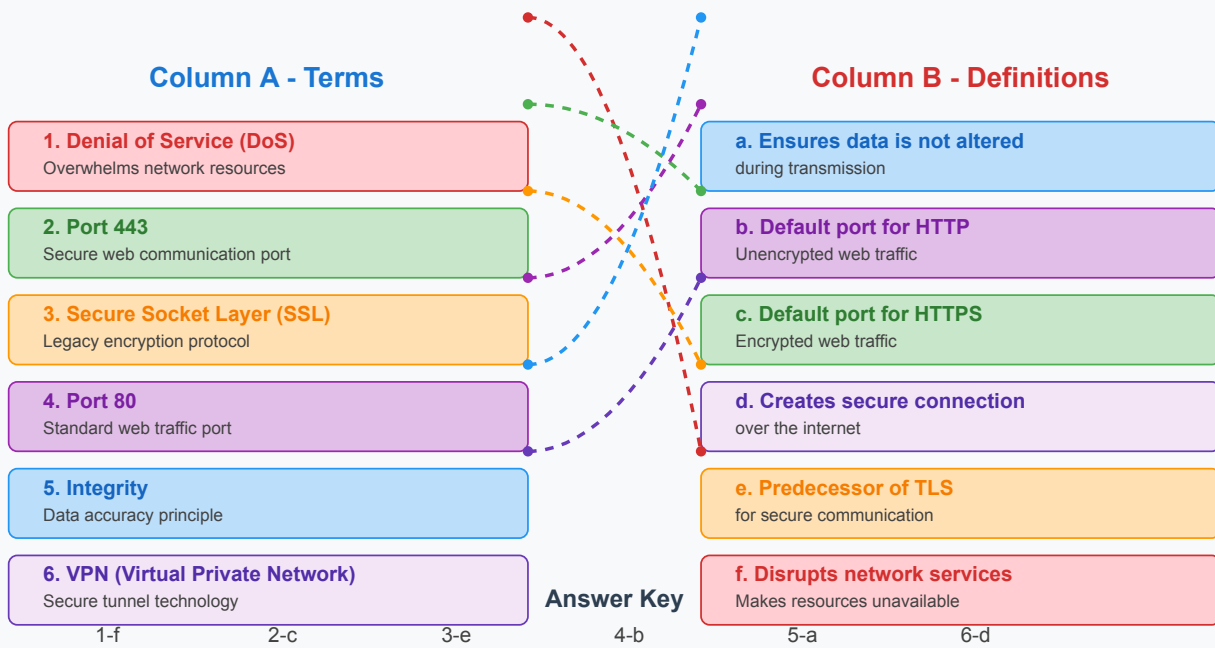 Column A - Terms
1. Denial of Service (DoS)
Overwhelms network resources
2. Port 443
Secure web communication port
3. Secure Socket Layer (SSL)
Legacy encryption protocol
4. Port 80
Standard web traffic port
5. Integrity
Data accuracy principle
6. VPN (Virtual Private Network)
Secure tunnel technology
Column B - Definitions
a. Ensures data is not altered
during transmission
b. Default port for HTTP
Unencrypted web traffic
c. Default port for HTTPS
Encrypted web traffic
d. Creates secure connection
over the internet
e. Predecessor of TLS
for secure communication
f. Disrupts network services
Makes resources unavailable
Answer Key
1-f 2-c 3-e 4-b 5-a 6-d